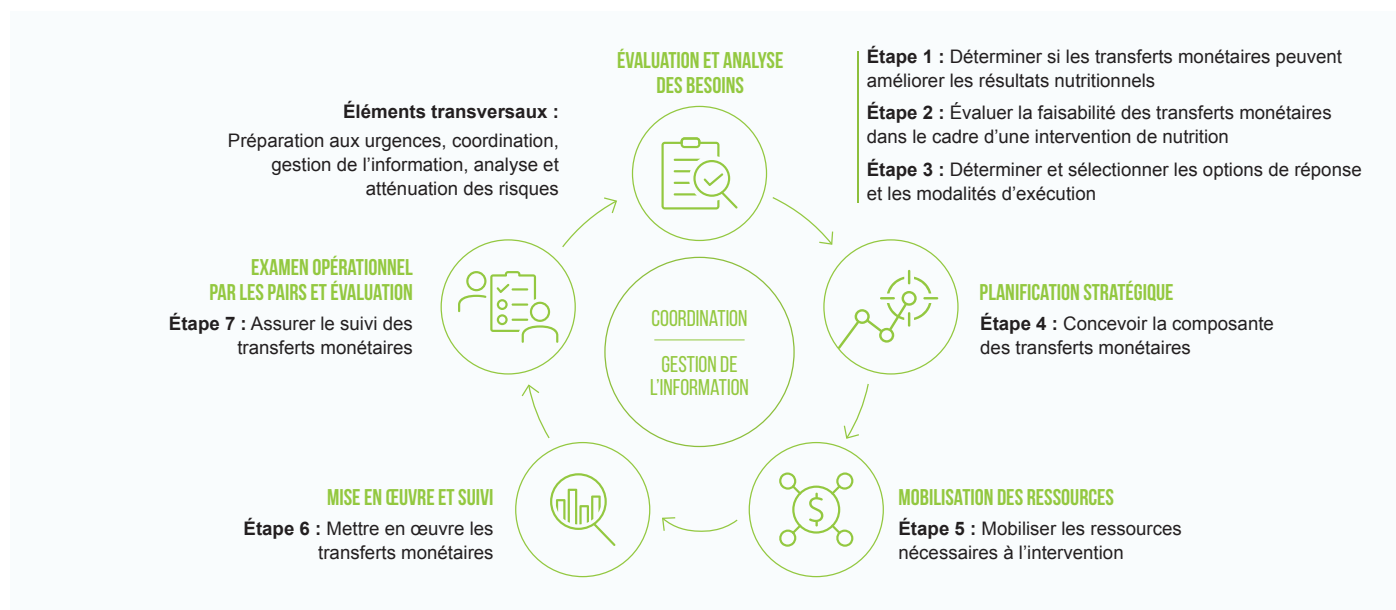 ÉVALUATION ET ANALYSE
DES BESOINS
Étape 1 : Déterminer si les transferts monétaires peuvent
améliorer les résultats nutritionnels
Étape 2 : Évaluer la faisabilité des transferts monétaires
dans le cadre d’une intervention de nutrition
Étape 3 : Déterminer et sélectionner les options de réponse
et les modalités d’exécution
Éléments transversaux :
Préparation aux urgences, coordination,
gestion de l’information, analyse et
atténuation des risques
PLANIFICATION STRATÉGIQUE
Étape 4 : Concevoir la composante
des transferts monétaires
MOBILISATION DES RESSOURCES
Étape 5 : Mobiliser les ressources
nécessaires à l’intervention
$
MISE EN ŒUVRE ET SUIVI
Étape 6 : Mettre en œuvre les
transferts monétaires
EXAMEN OPÉRATIONNEL
PAR LES PAIRS ET ÉVALUATION
Étape 7 : Assurer le suivi des
transferts monétaires
COORDINATION
GESTION DE
L’INFORMATION